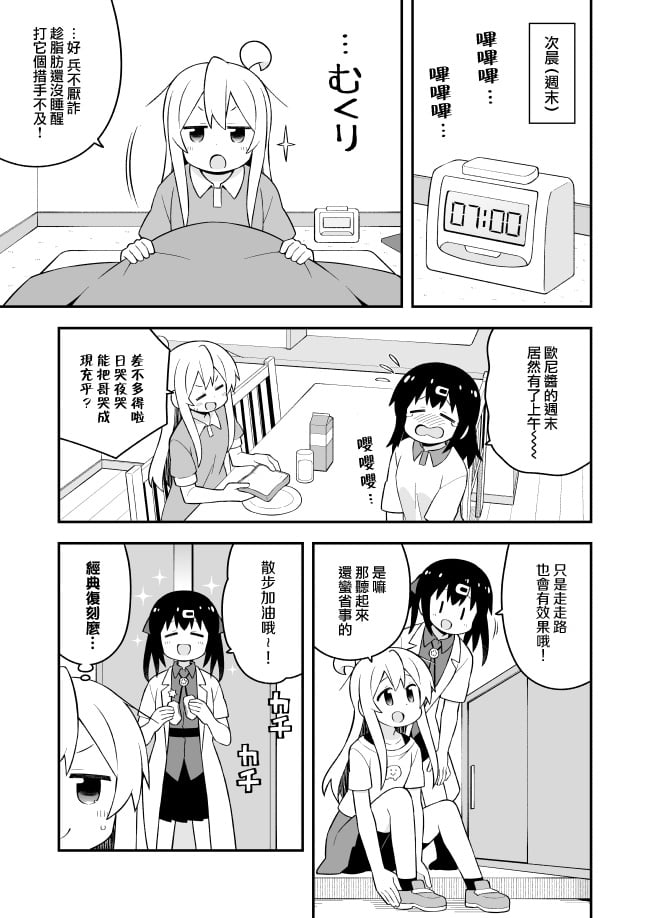 次晨(週末)
嗶嗶嗶…
嗶嗶嗶…
07:00
…むくり
…好 兵不厭詐
趁脂肪還沒睡醒
打它個措手不及!
歐尼醬的週末
居然有了上午~~~
嚶嚶嚶…
差不多得啦
日哭夜哭
能把哥哭成
現充乎?
只是走走路
也會有效果哦!
是嘛
那聽起來
還蠻省事的
散步加油哦~!
カチ
カチ
經典復刻麼…